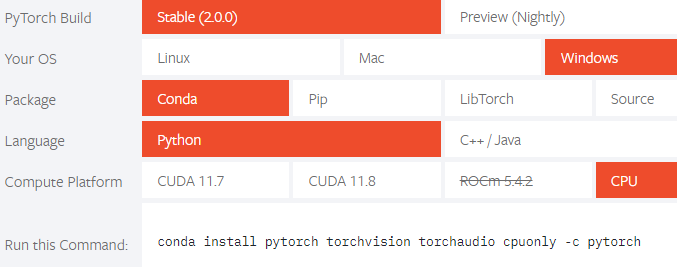 PyTorch Build Stable (2.0.0) Preview (Nightly)
Your OS Linux Mac Windows
Package Conda Pip LibTorch Source
Language Python C++ / Java
Compute Platform CUDA 11.7 CUDA 11.8 ROCm 5.4.2 CPU
Run this Command: conda install pytorch torchvision torchaudio cpuonly -c pytorch